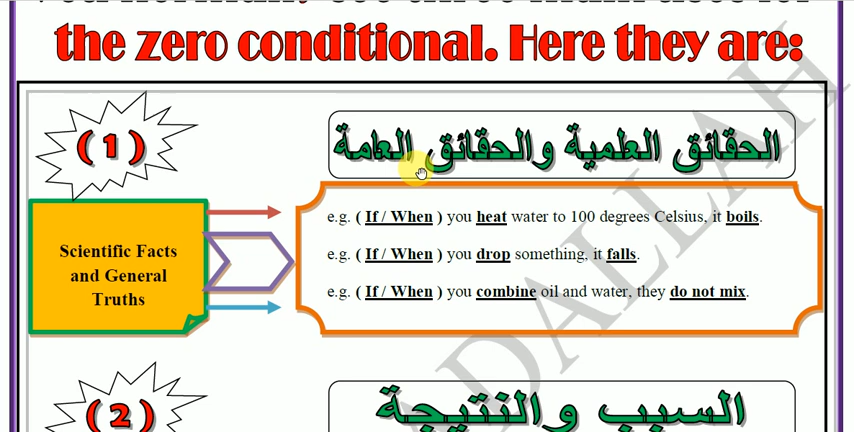 the zero conditional. Here they are:
( 1 )
الحقائق العلمية والحقائق العامة
Scientific Facts
and General
Truths
e.g. ( If / When ) you heat water to 100 degrees Celsius, it boils.
e.g. ( If / When ) you drop something, it falls.
e.g. ( If / When ) you combine oil and water, they do not mix.
( 2 )
السبب والنتيجة
ADALLAH